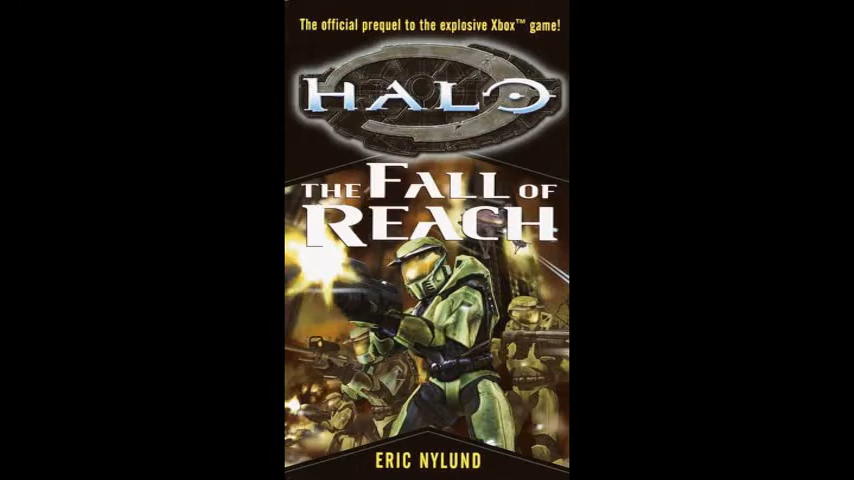 The official prequel to the explosive Xbox™ game!
HALO
THE FALL OF
REACH
ERIC NYLUND